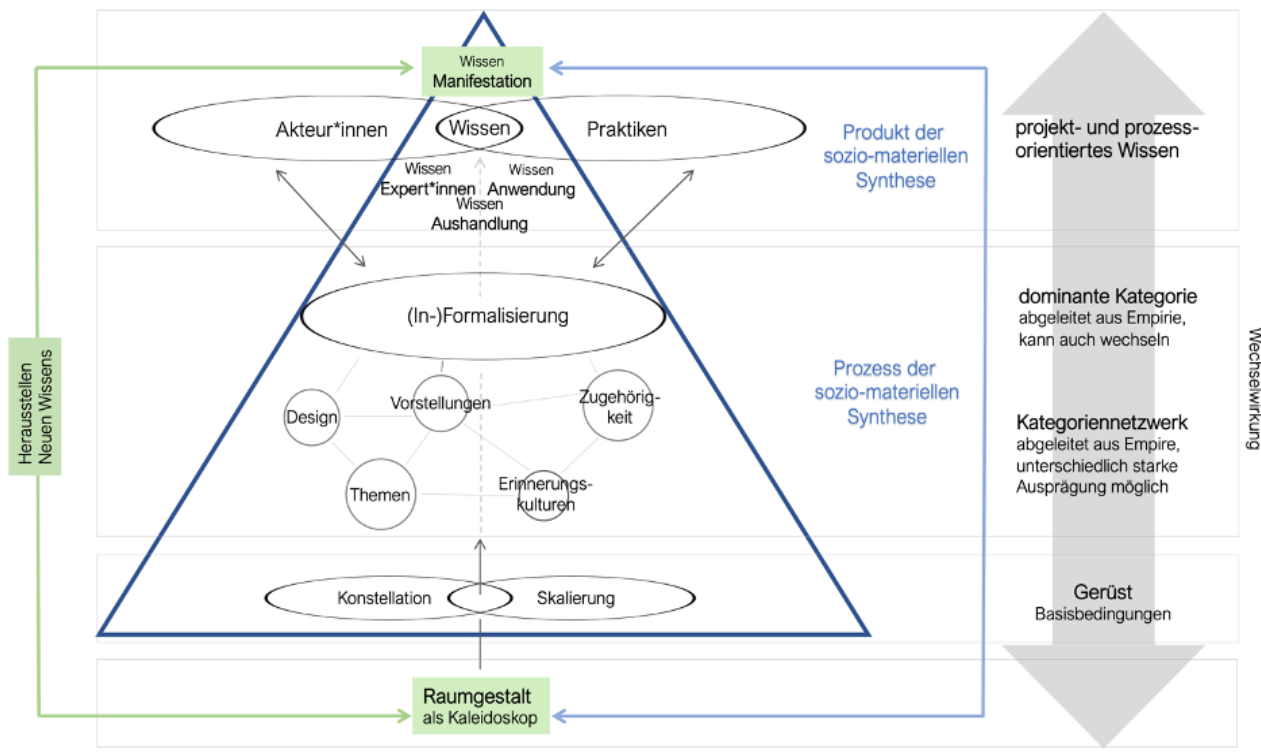 Wissen
Manifestation
Akteur*innen
Wissen
Praktiken
Wissen
Expert*innen
Wissen
Anwendung
Wissen
Aushandlung
Produkt der
sozio-materiellen
Synthese
projekt- und prozess-
orientiertes Wissen
(In-)Formalisierung
Design
Vorstellungen
Zugehörig-
keit
Themen
Erinnerungs-
kulturen
Prozess der
sozio-materiellen
Synthese
dominante Kategorie
abgeleitet aus Empirie,
kann auch wechseln
Kategoriennetzwerk
abgeleitet aus Empire,
unterschiedlich starke
Ausprägung möglich
Herausstellen
Neuen Wissens
Wechselwirkung
Konstellation
Skalierung
Gerüst
Basisbedingungen
Raumgestalt
als Kaleidoskop